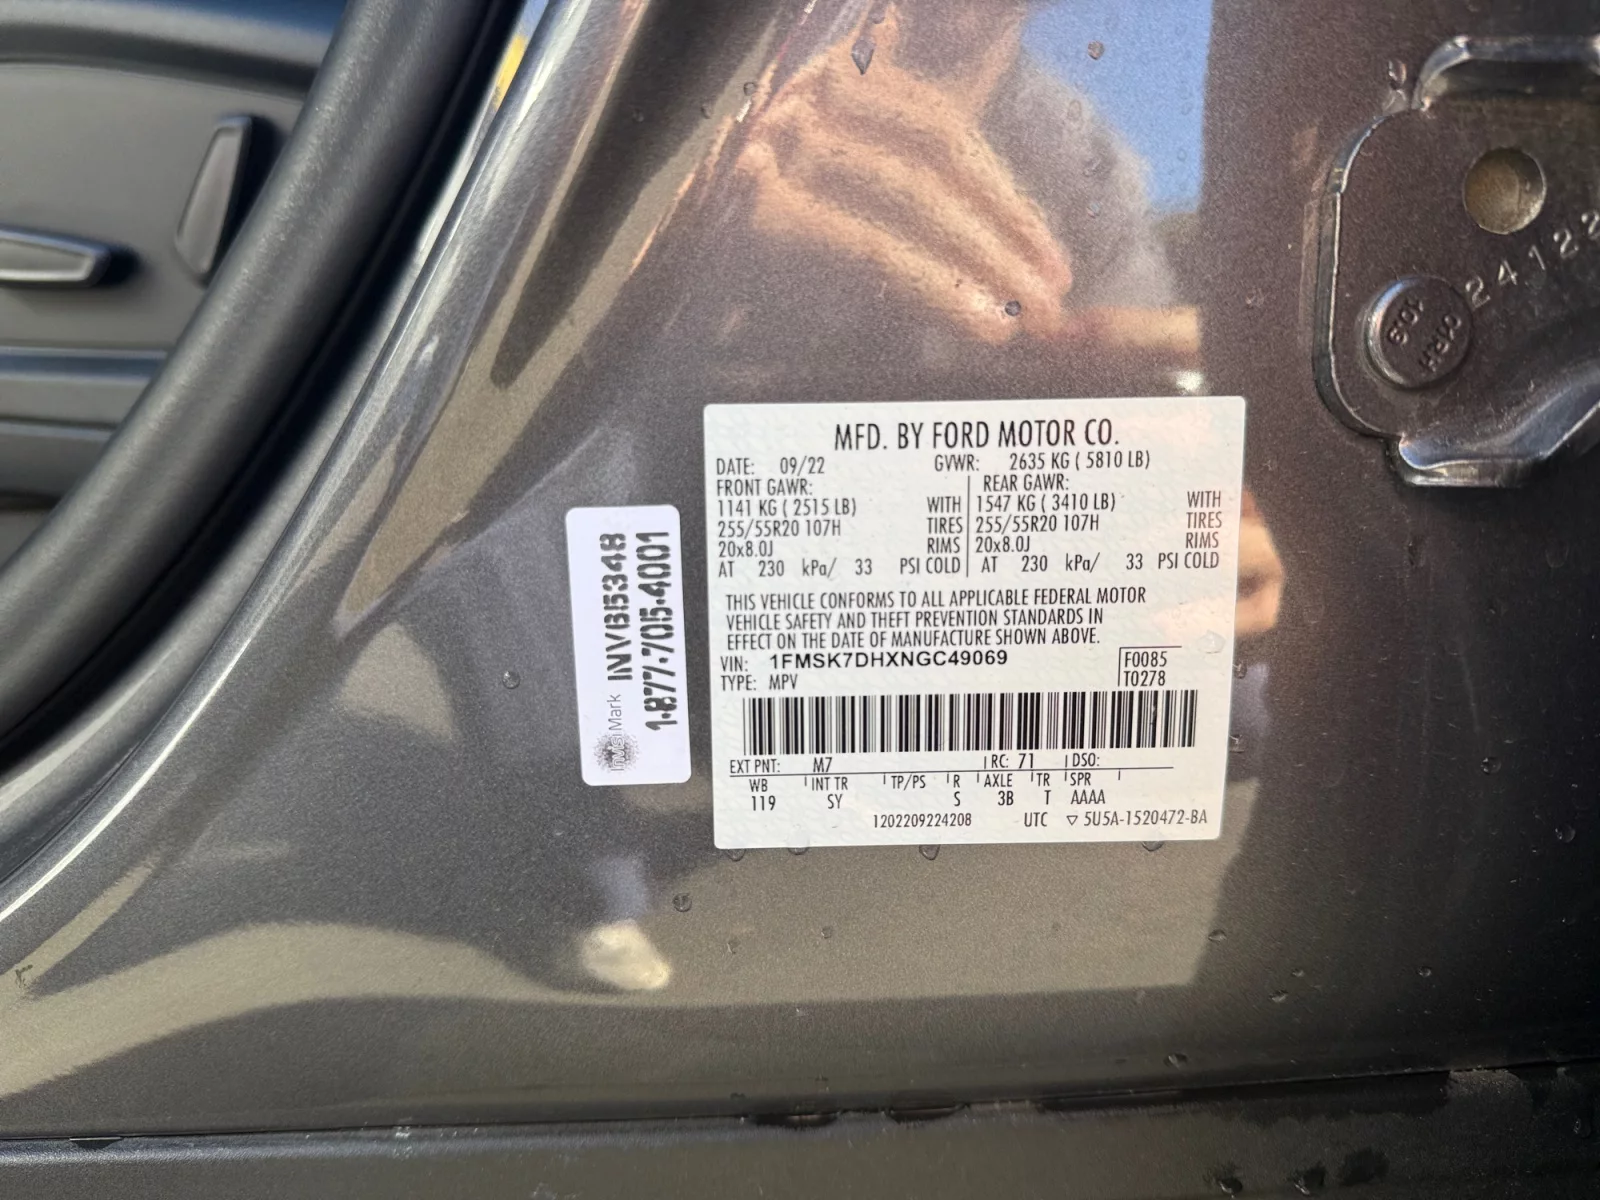 MFD. BY FORD MOTOR CO.
DATE: 09/22 GVWR: 2635 KG ( 5810 LB)
FRONT GAWR: REAR GAWR:
1141 KG ( 2515 LB) WITH 1547 KG ( 3410 LB) WITH
255/55R20 107H TIRES 255/55R20 107H TIRES
20x8.0J RIMS 20x8.0J RIMS
AT 230 kPa/ 33 PSI COLD AT 230 kPa/ 33 PSI COLD
THIS VEHICLE CONFORMS TO ALL APPLICABLE FEDERAL MOTOR
VEHICLE SAFETY AND THEFT PREVENTION STANDARDS IN
EFFECT ON THE DATE OF MANUFACTURE SHOWN ABOVE.
VIN: 1FMSK7DHXNGC49069 F0085
TYPE: MPV T0278
EXT PNT: M7 RC: 71 DSO:
WB INT TR TP/PS R AXLE TR SPR
119 SY S 3B T AAAA
1202209224208 UTC ▽ 5U5A-1520472-BA
InvisiMark INVB5348
1·877·705·4001
24122